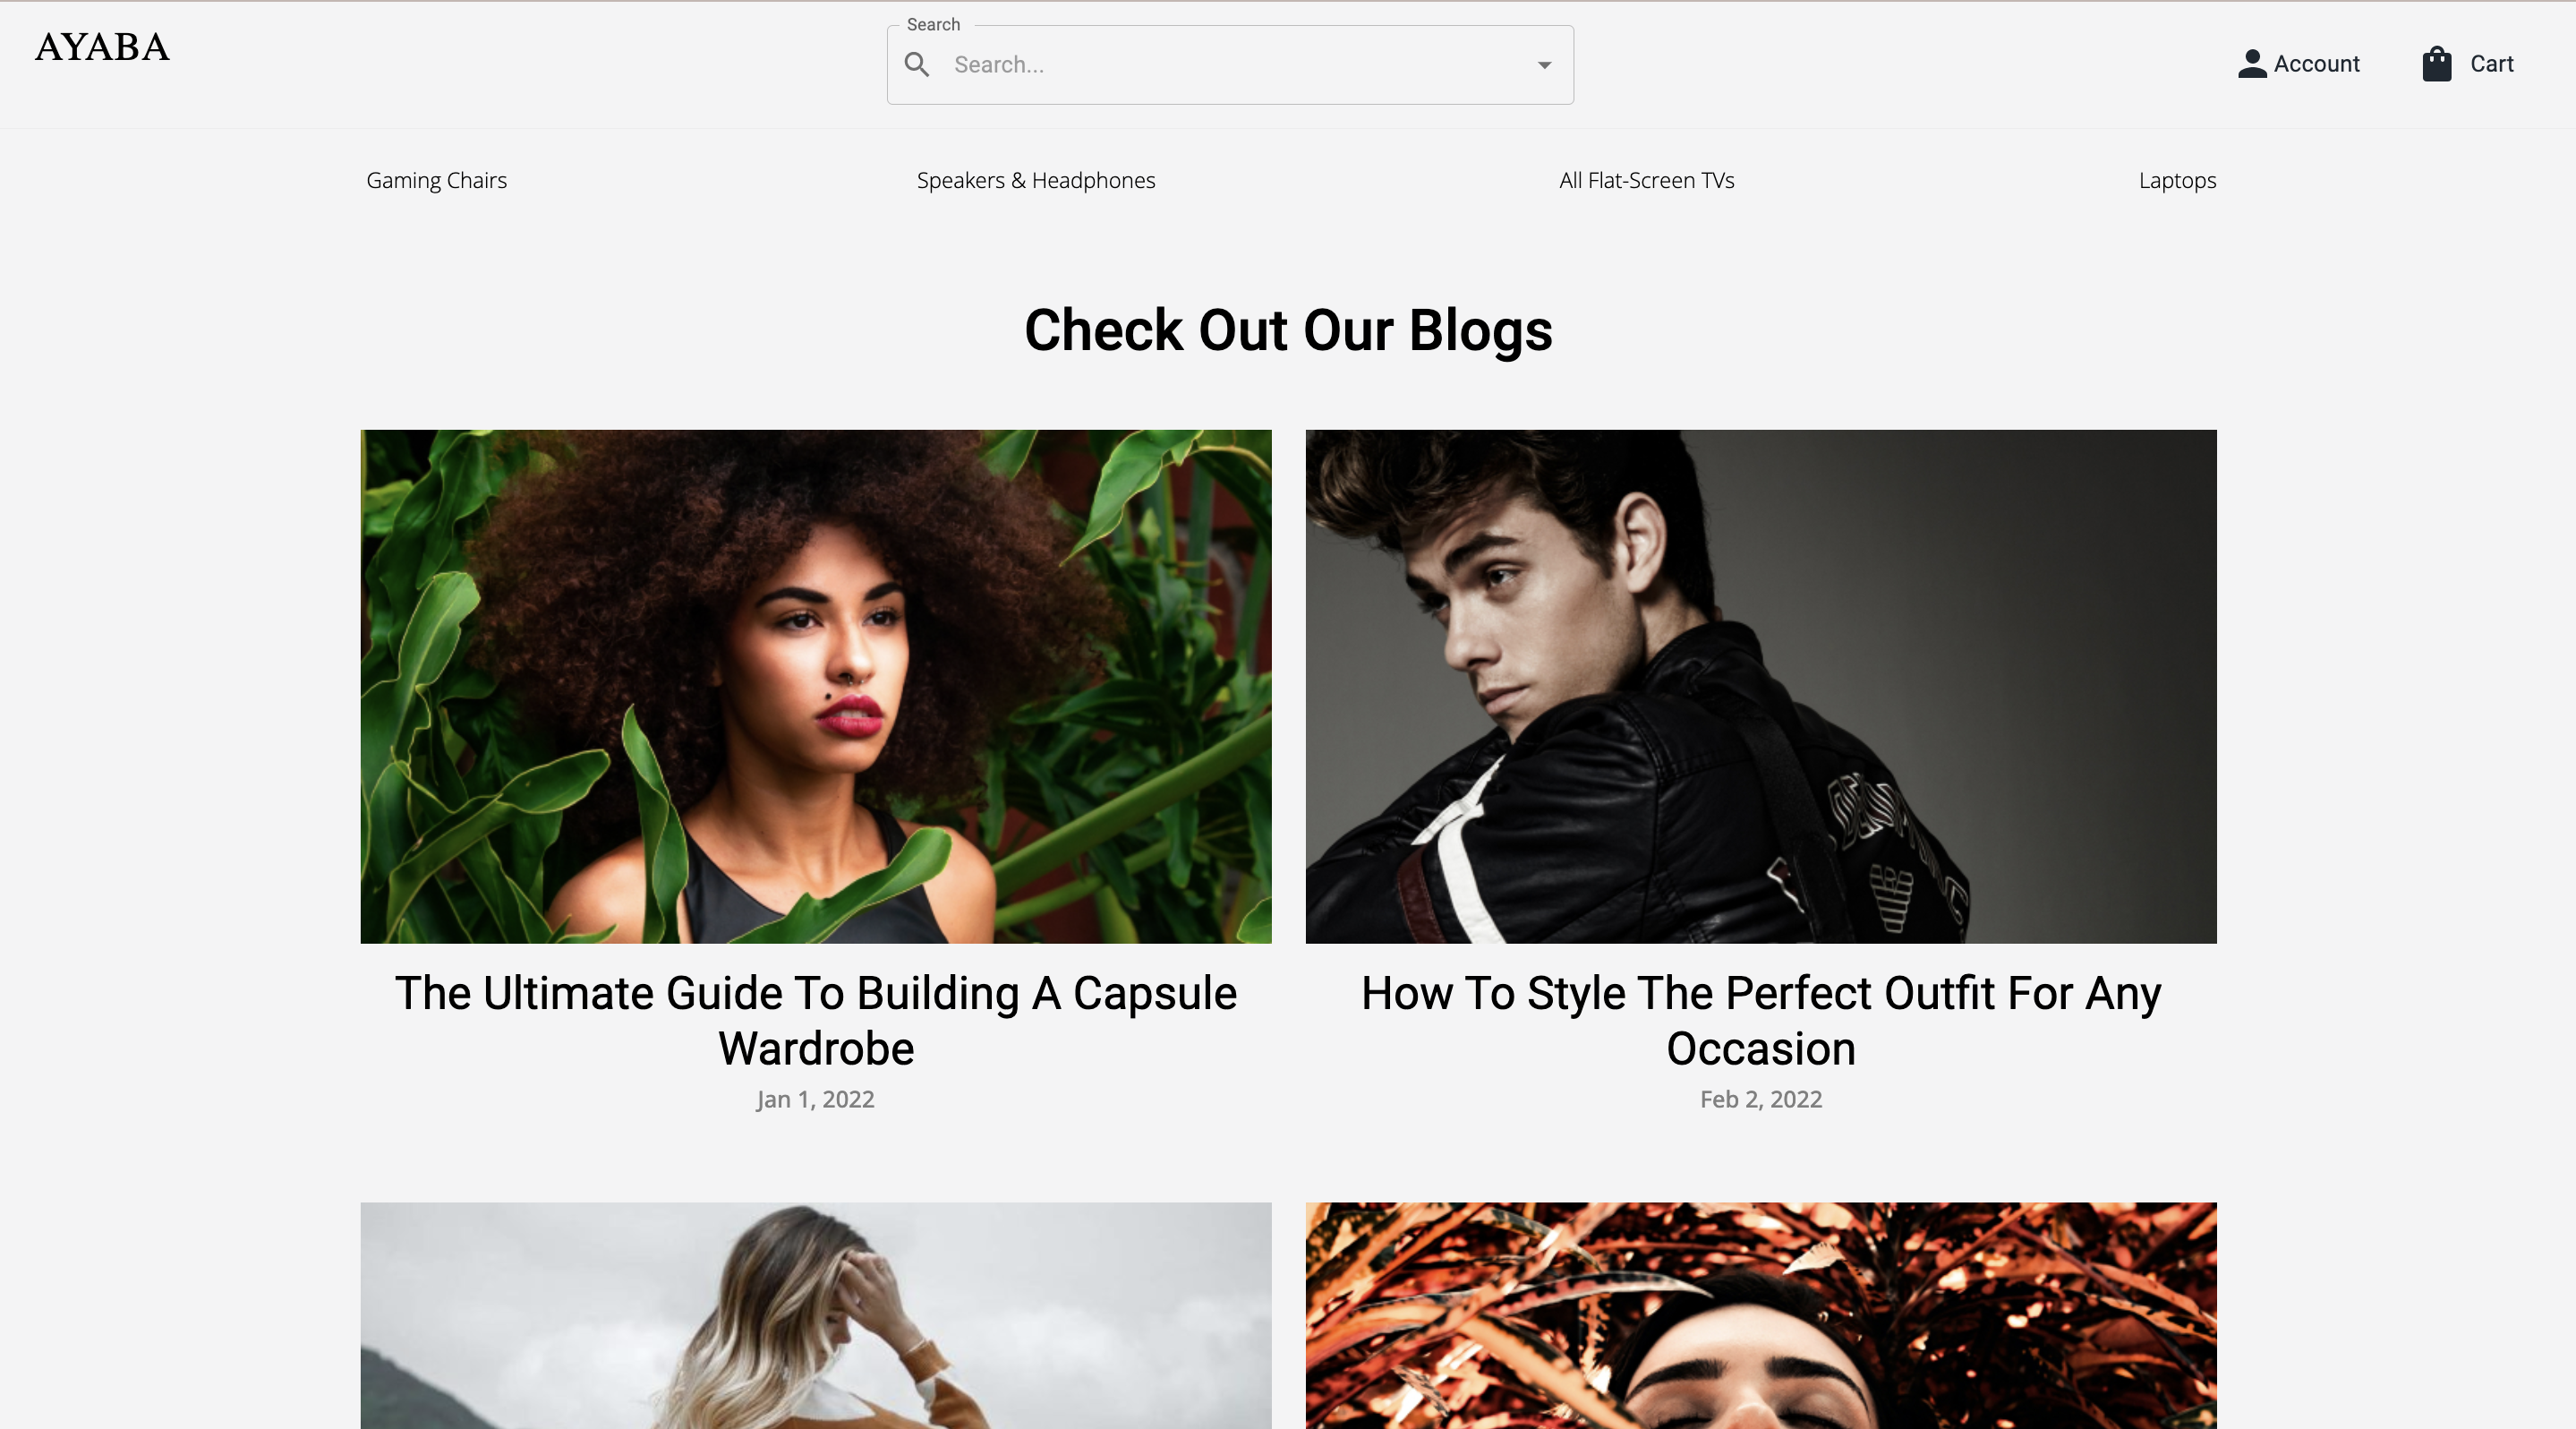 AYABA
Search
Search...
Account
Cart
Gaming Chairs
Speakers & Headphones
All Flat-Screen TVs
Laptops
Check Out Our Blogs
The Ultimate Guide To Building A Capsule
Wardrobe
Jan 1, 2022
How To Style The Perfect Outfit For Any
Occasion
Feb 2, 2022